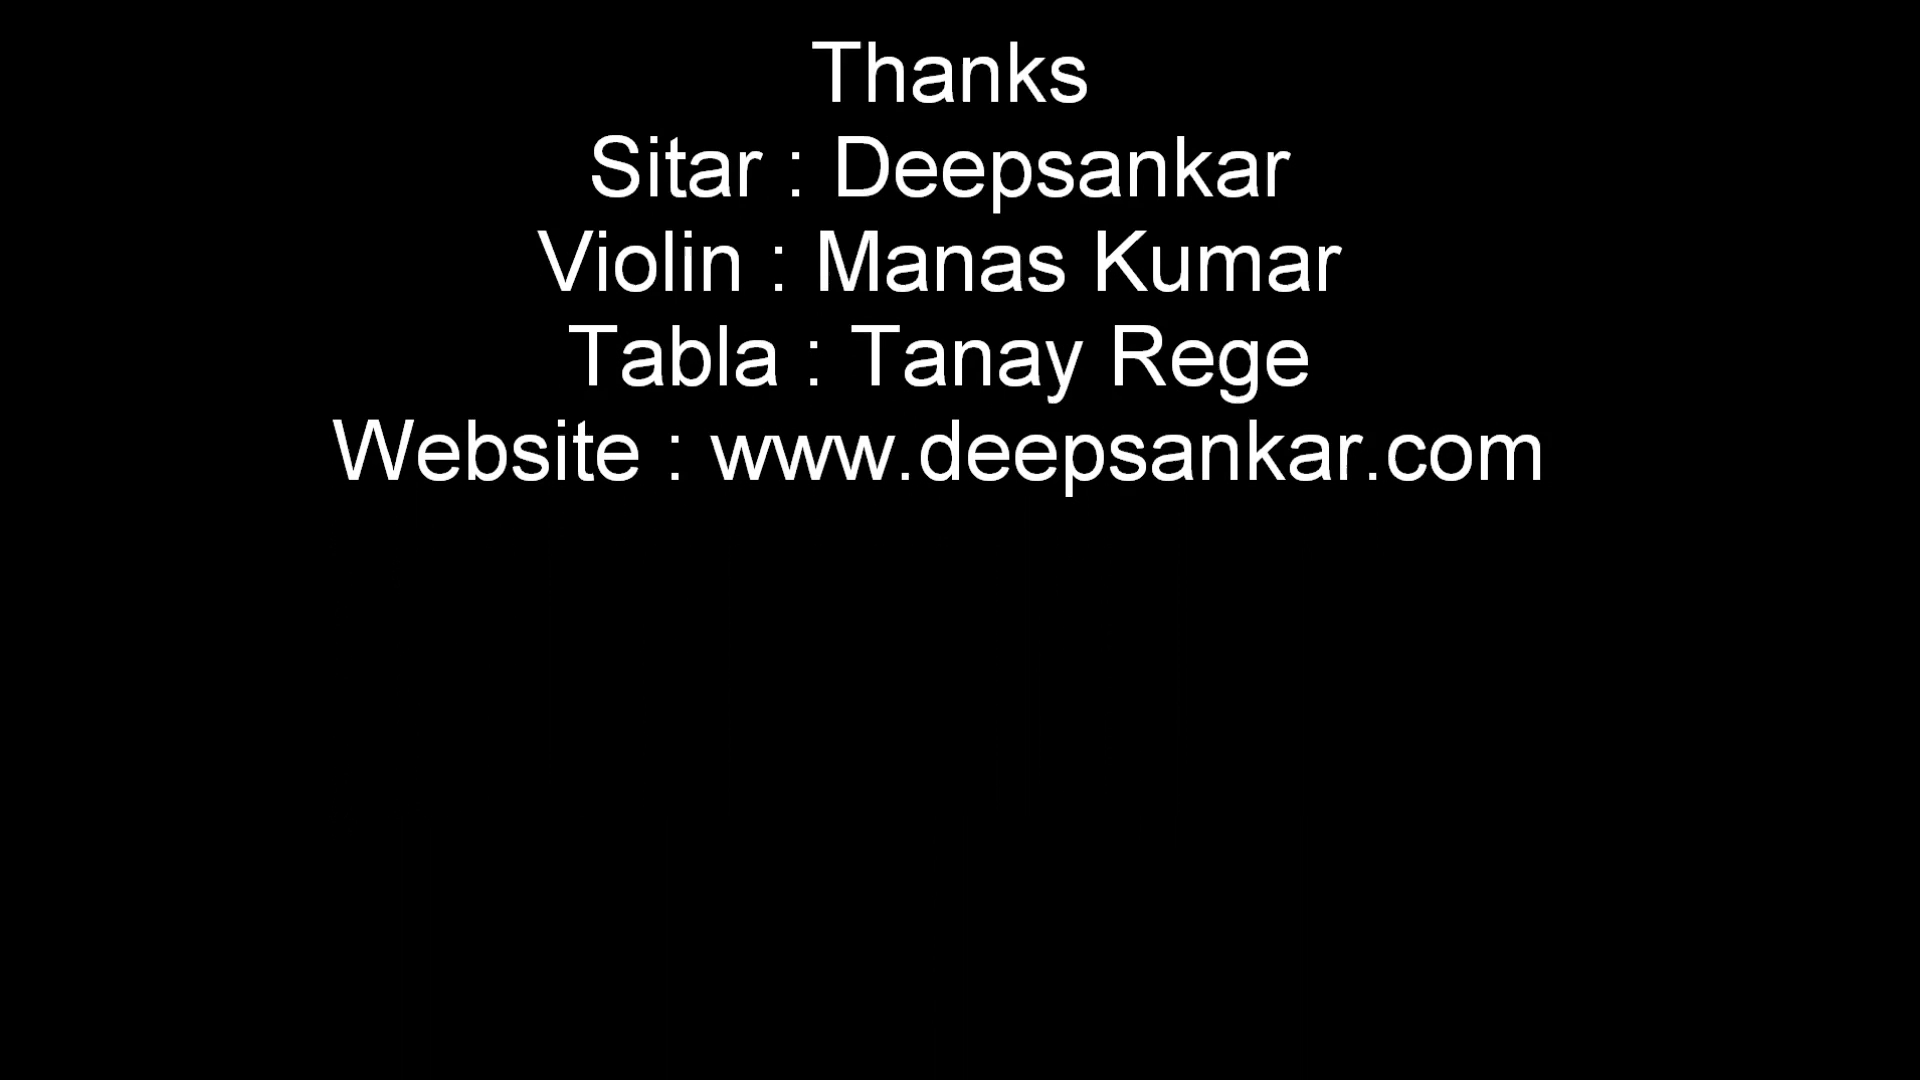 Thanks
Sitar : Deepsankar
Violin : Manas Kumar
Tabla : Tanay Rege
Website : www.deepsankar.com